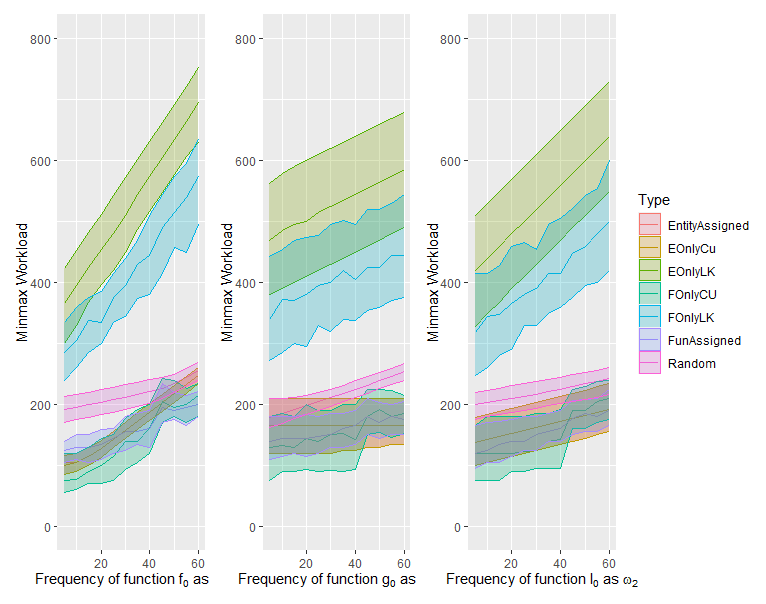 Minmax Workload
800
600
400
200
0
20
40
60
Frequency of function f₀ as
Minmax Workload
800
600
400
200
0
20
40
60
Frequency of function g₀ as
Minmax Workload
800
600
400
200
0
20
40
60
Frequency of function l₀ as ω₂
Type
EntityAssigned
EOnlyCu
EOnlyLK
FOnlyCU
FOnlyLK
FunAssigned
Random